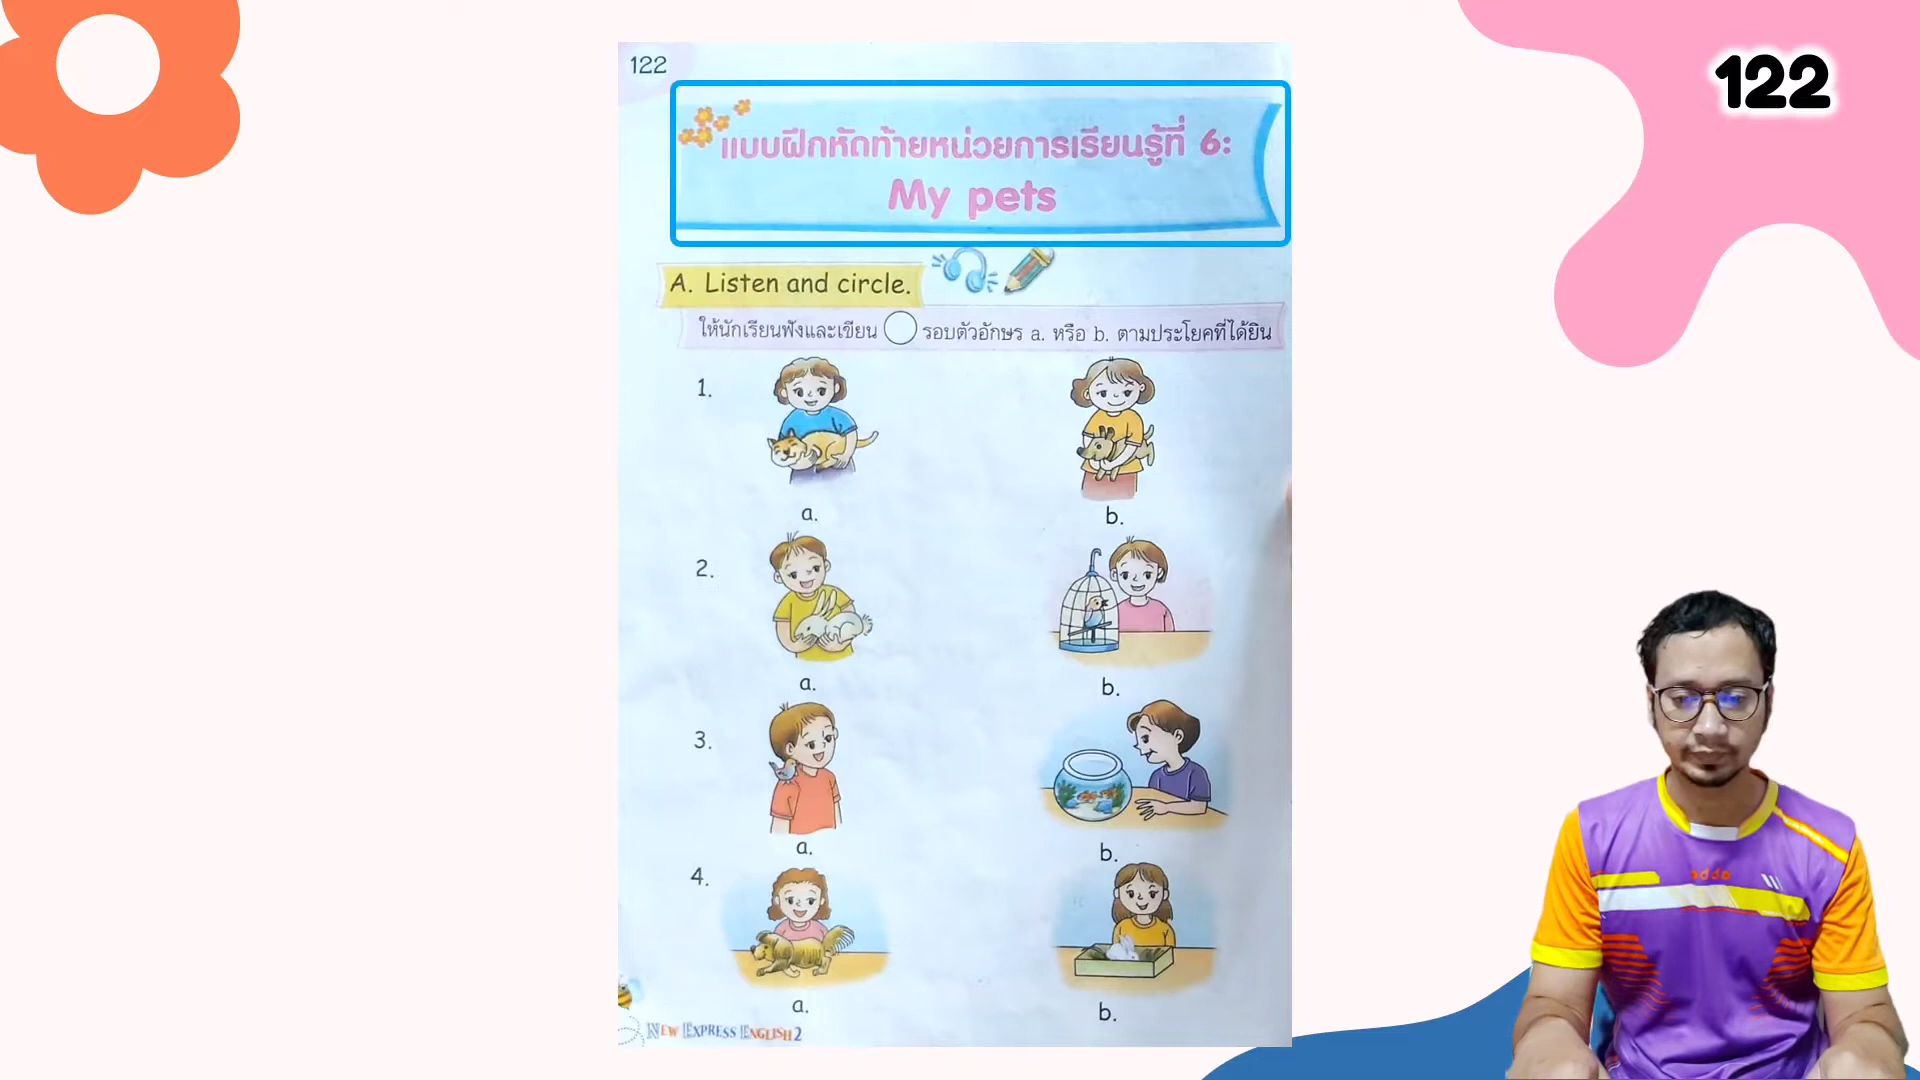 122
122
แบบฝึกหัดท้ายหน่วยการเรียนรู้ที่ 6:
My pets
A. Listen and circle.
ให้นักเรียนฟังและเขียน รอบตัวอักษร a. หรือ b. ตามประโยคที่ได้ยิน
1.
a.
b.
2.
a.
b.
3.
a.
b.
4.
a.
b.
NEW EXPRESS ENGLISH 2
adda